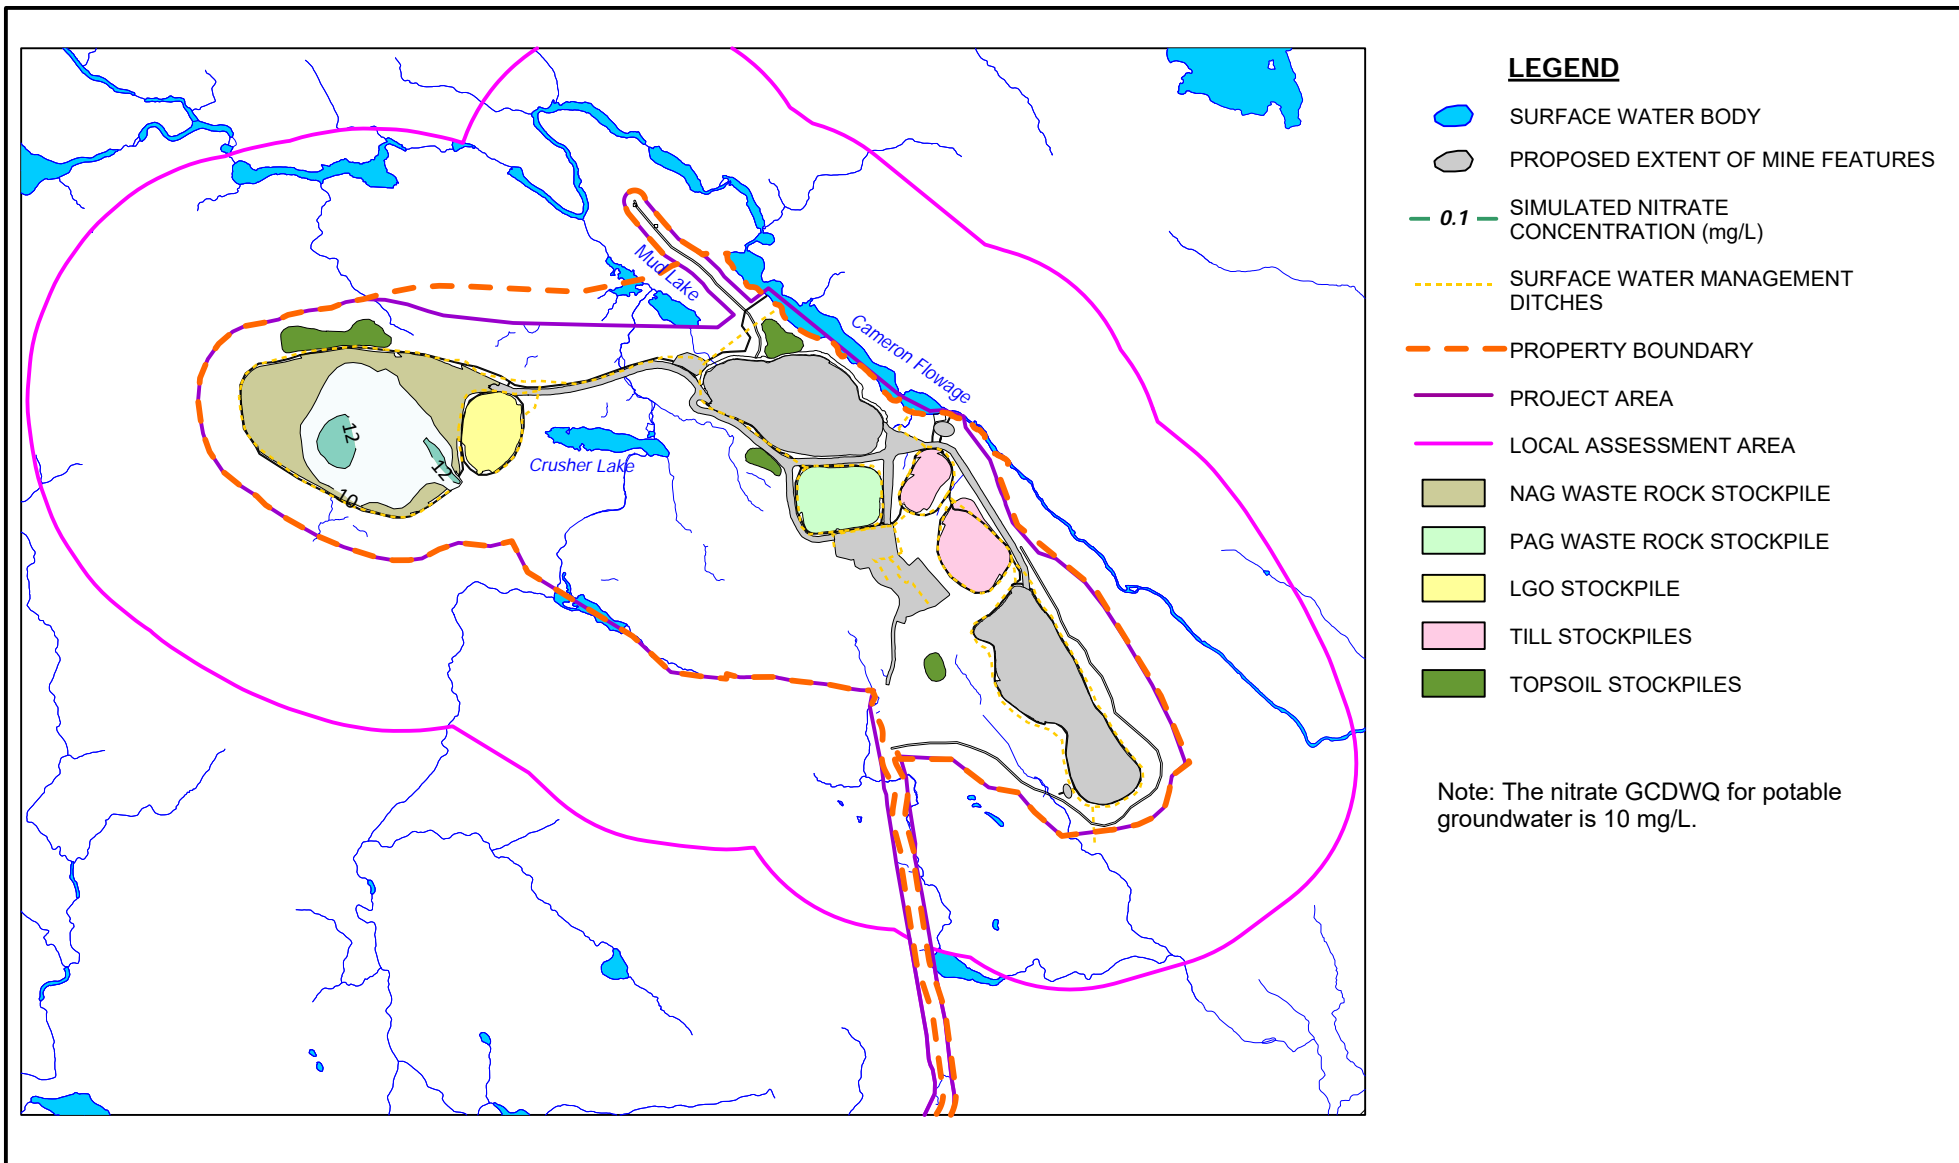 LEGEND
SURFACE WATER BODY
PROPOSED EXTENT OF MINE FEATURES
0.1
SIMULATED NITRATE
CONCENTRATION (mg/L)
SURFACE WATER MANAGEMENT
DITCHES
PROPERTY BOUNDARY
PROJECT AREA
LOCAL ASSESSMENT AREA
NAG WASTE ROCK STOCKPILE
PAG WASTE ROCK STOCKPILE
LGO STOCKPILE
TILL STOCKPILES
TOPSOIL STOCKPILES
Note: The nitrate GCDWQ for potable
groundwater is 10 mg/L.
Mud Lake
Cameron Flowage
Crusher Lake
12
12
10